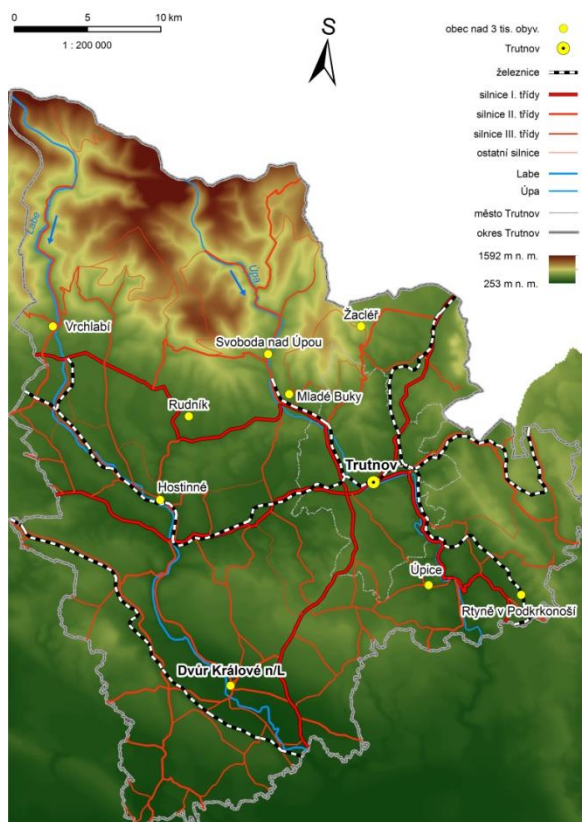 0 5 10 km
1 : 200 000
S
obec nad 3 tis. obyv.
Trutnov
železnice
silnice I. třídy
silnice II. třídy
silnice III. třídy
ostatní silnice
Labe
Úpa
město Trutnov
okres Trutnov
1592 m n. m.
253 m n. m.
Labe
Úpa
Vrchlabí
Žacléř
Svoboda nad Úpou
Mladé Buky
Rudník
Trutnov
Hostinné
Úpice
Rtyně v Podkrkonoší
Dvůr Králové n/L